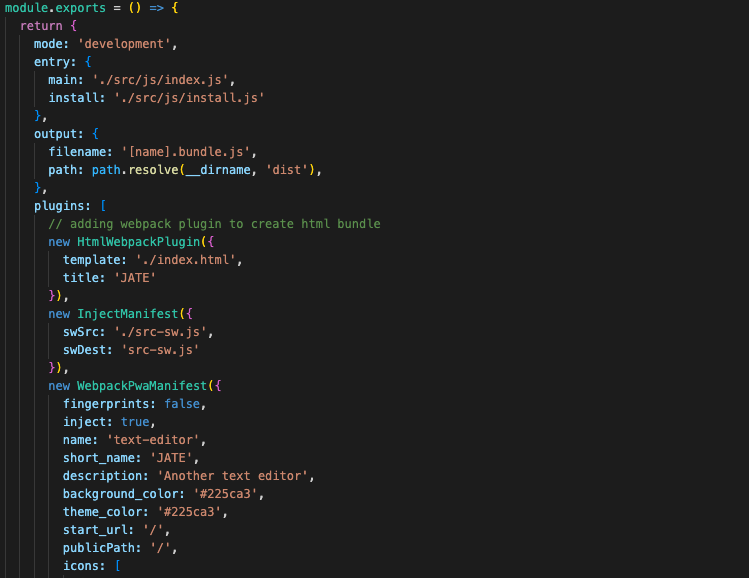 module.exports = () => {
return {
mode: 'development',
entry: {
main: './src/js/index.js',
install: './src/js/install.js'
},
output: {
filename: '[name].bundle.js',
path: path.resolve(__dirname, 'dist'),
},
plugins: [
// adding webpack plugin to create html bundle
new HtmlWebpackPlugin({
template: './index.html',
title: 'JATE'
}),
new InjectManifest({
swSrc: './src-sw.js',
swDest: 'src-sw.js'
}),
new WebpackPwaManifest({
fingerprints: false,
inject: true,
name: 'text-editor',
short_name: 'JATE',
description: 'Another text editor',
background_color: '#225ca3',
theme_color: '#225ca3',
start_url: '/',
publicPath: '/',
icons: [